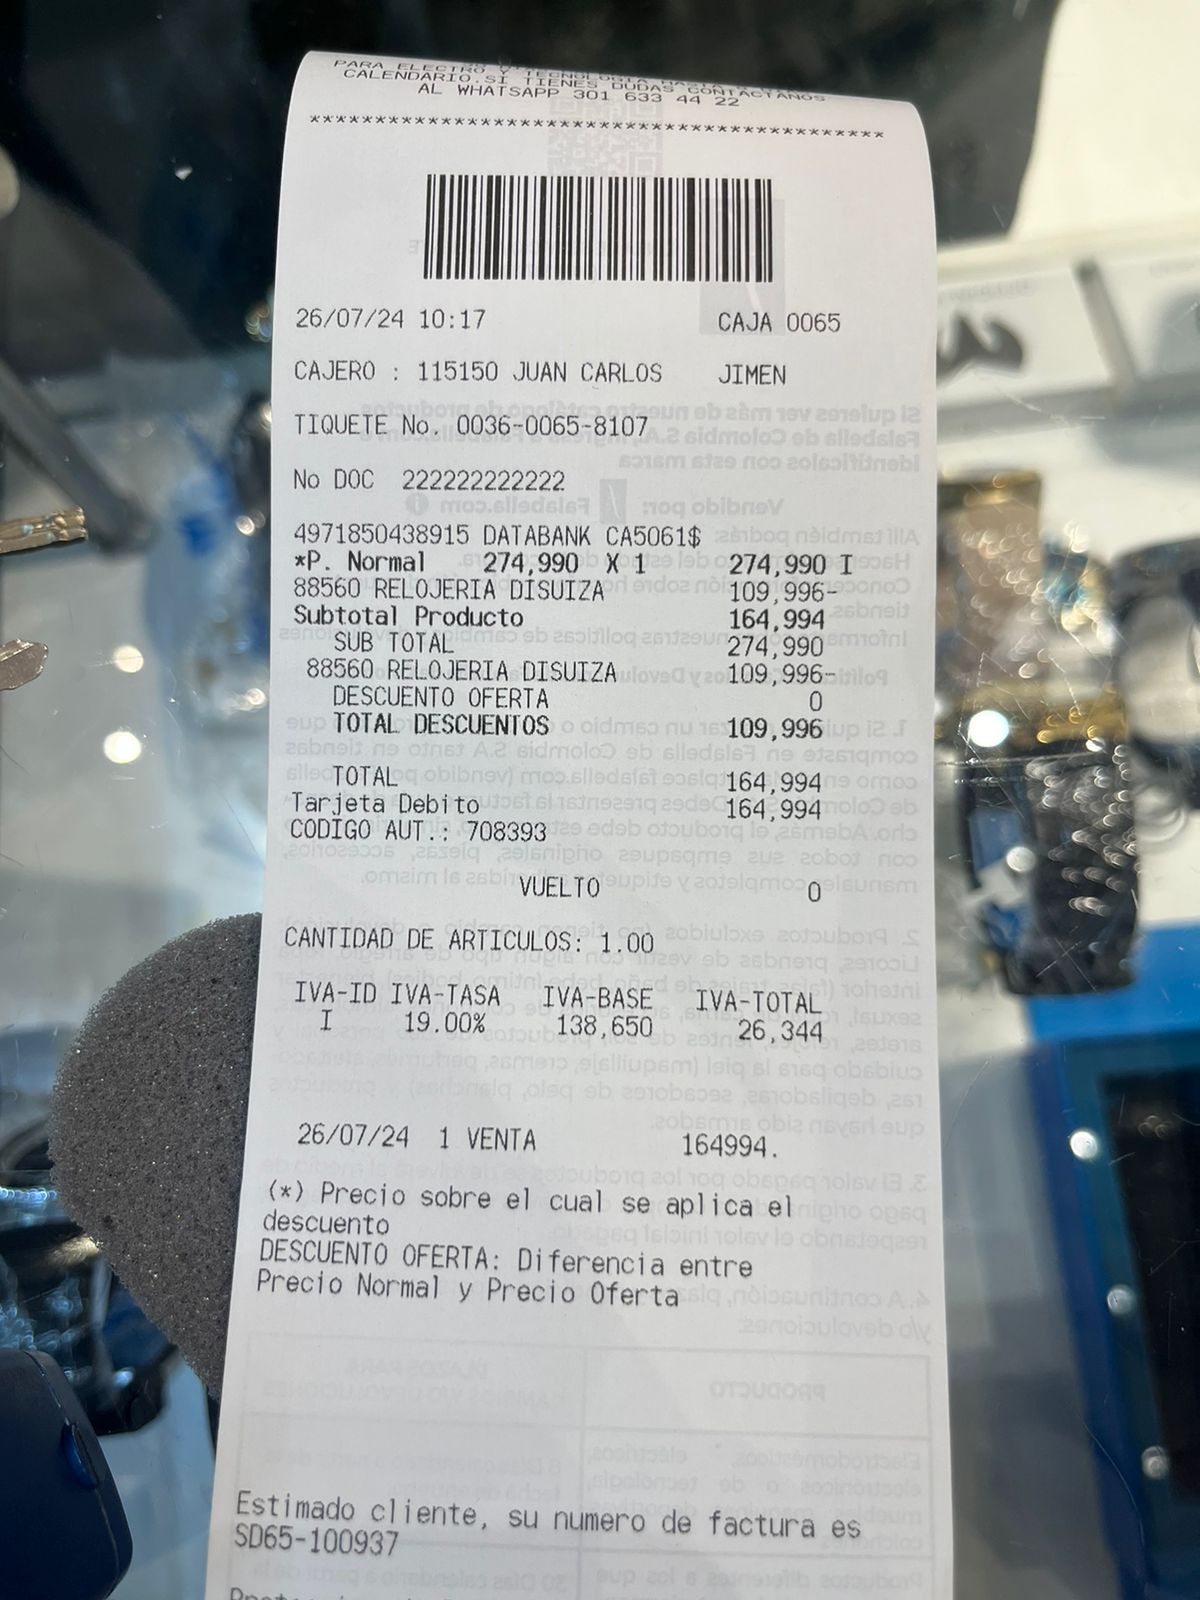 PARA ELECTRO Y TECNOLOGIA HASTA
CALENDARIO.SI TIENES DUDAS CONTACTANOS
AL WHATSAPP 301 633 44 22
********************************************
26/07/24 10:17 CAJA 0065
CAJERO : 115150 JUAN CARLOS JIMEN
TIQUETE No. 0036-0065-8107
No DOC 222222222222
4971850438915 DATABANK CA5061$
*P. Normal 274,990 X 1 274,990 I
88560 RELOJERIA DISUIZA 109,996-
Subtotal Producto 164,994
SUB TOTAL 274,990
88560 RELOJERIA DISUIZA 109,996-
DESCUENTO OFERTA 0
TOTAL DESCUENTOS 109,996
TOTAL 164,994
Tarjeta Debito 164,994
CODIGO AUT.: 708393
VUELTO 0
CANTIDAD DE ARTICULOS: 1.00
IVA-ID IVA-TASA IVA-BASE IVA-TOTAL
I 19.00% 138,650 26,344
26/07/24 1 VENTA 164994.
(*) Precio sobre el cual se aplica el
descuento
DESCUENTO OFERTA: Diferencia entre
Precio Normal y Precio Oferta
Estimado cliente, su numero de factura es
SD65-100937